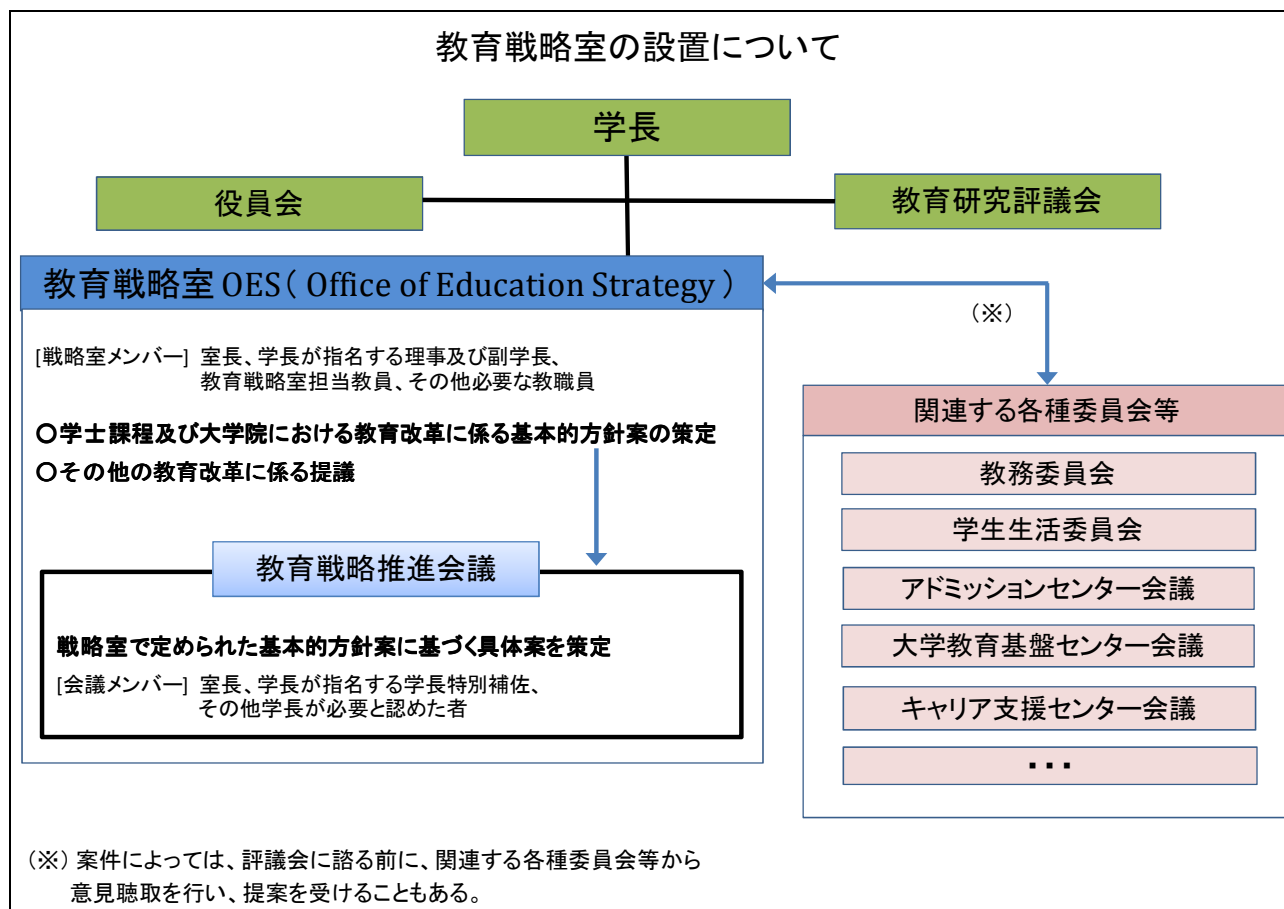 教育戦略室の設置について
学長
役員会
教育研究評議会
教育戦略室 OES( Office of Education Strategy )
(※)
[戦略室メンバー] 室長、学長が指名する理事及び副学長、
教育戦略室担当教員、その他必要な教職員
○学士課程及び大学院における教育改革に係る基本的方針案の策定
○その他の教育改革に係る提議
教育戦略推進会議
戦略室で定められた基本的方針案に基づく具体案を策定
[会議メンバー] 室長、学長が指名する学長特別補佐、
その他学長が必要と認めた者
関連する各種委員会等
教務委員会
学生生活委員会
アドミッションセンター会議
大学教育基盤センター会議
キャリア支援センター会議
・・・
(※) 案件によっては、評議会に諮る前に、関連する各種委員会等から
意見聴取を行い、提案を受けることもある。